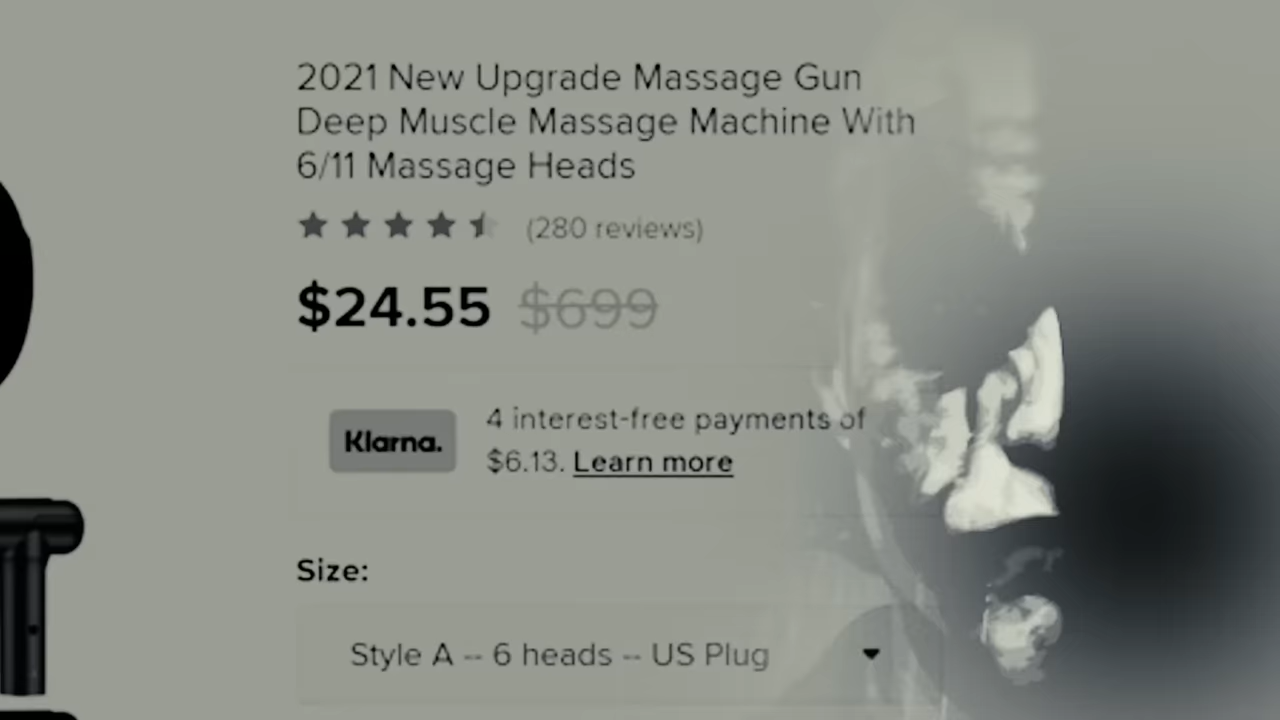 2021 New Upgrade Massage Gun
Deep Muscle Massage Machine With
6/11 Massage Heads
(280 reviews)
$24.55 $699
Klarna.
4 interest-free payments of
$6.13. Learn more
Size:
Style A -- 6 heads -- US Plug